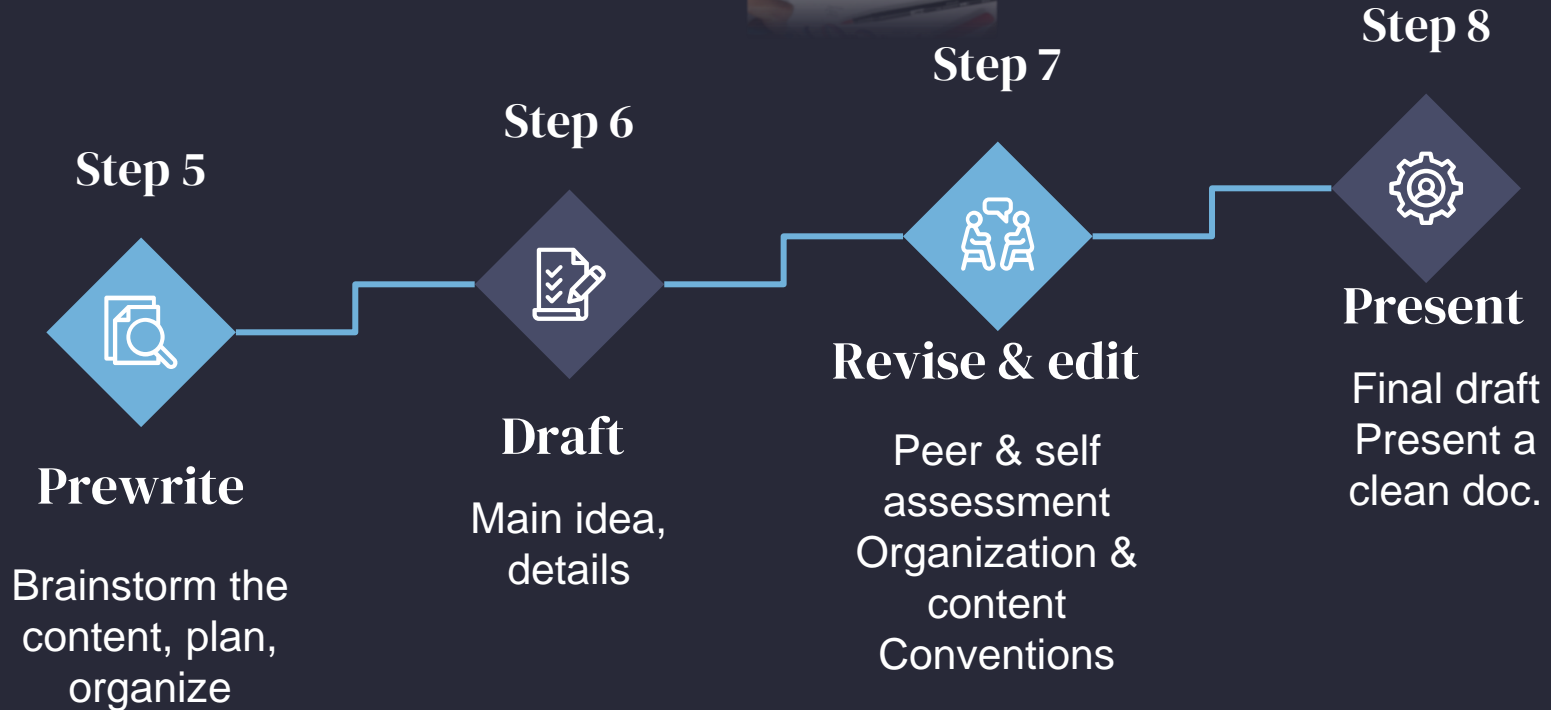 Step 5
Prewrite
Brainstorm the
content, plan,
organize
Step 6
Draft
Main idea,
details
Step 7
Revise & edit
Peer & self
assessment
Organization &
content
Conventions
Step 8
Present
Final draft
Present a
clean doc.